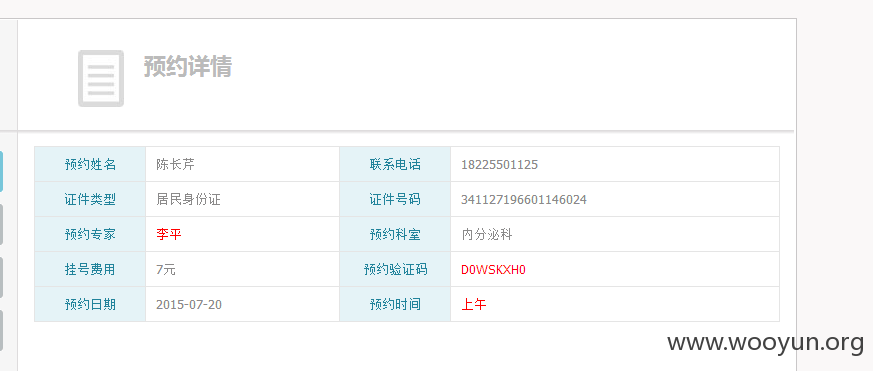 预约详情
预约姓名 陈长芹 联系电话 18225501125
证件类型 居民身份证 证件号码 341127196601146024
预约专家 李平 预约科室 内分泌科
挂号费用 7元 预约验证码 D0WSKXH0
预约日期 2015-07-20 预约时间 上午
www.wooyun.org